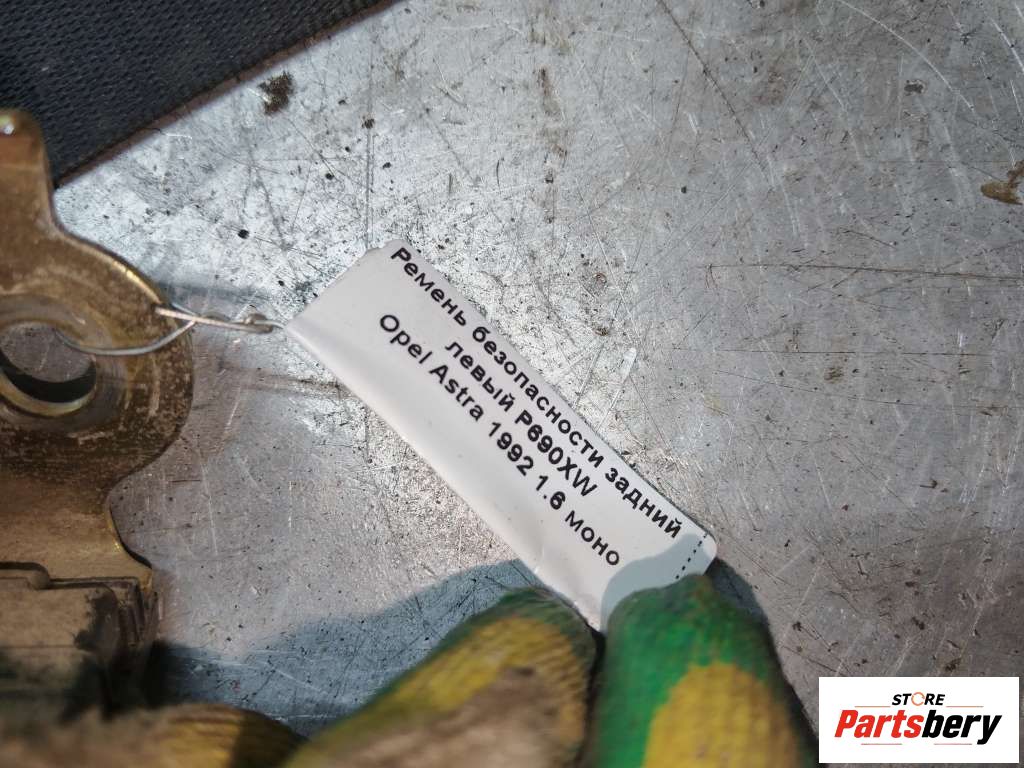 Ремень безопасности задний
левый P690XW
Opel Astra 1992 1.6 моно
STORE
Partsbery